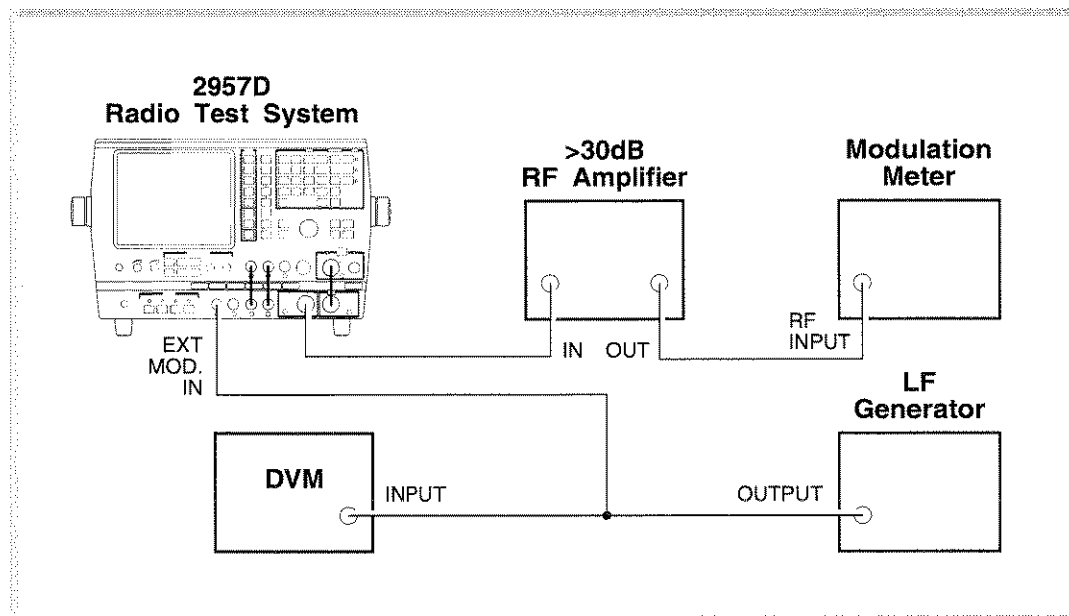 2957D
Radio Test System
>30dB
RF Amplifier
Modulation
Meter
EXT
MOD.
IN
IN OUT
RF
INPUT
LF
Generator
DVM
INPUT
OUTPUT